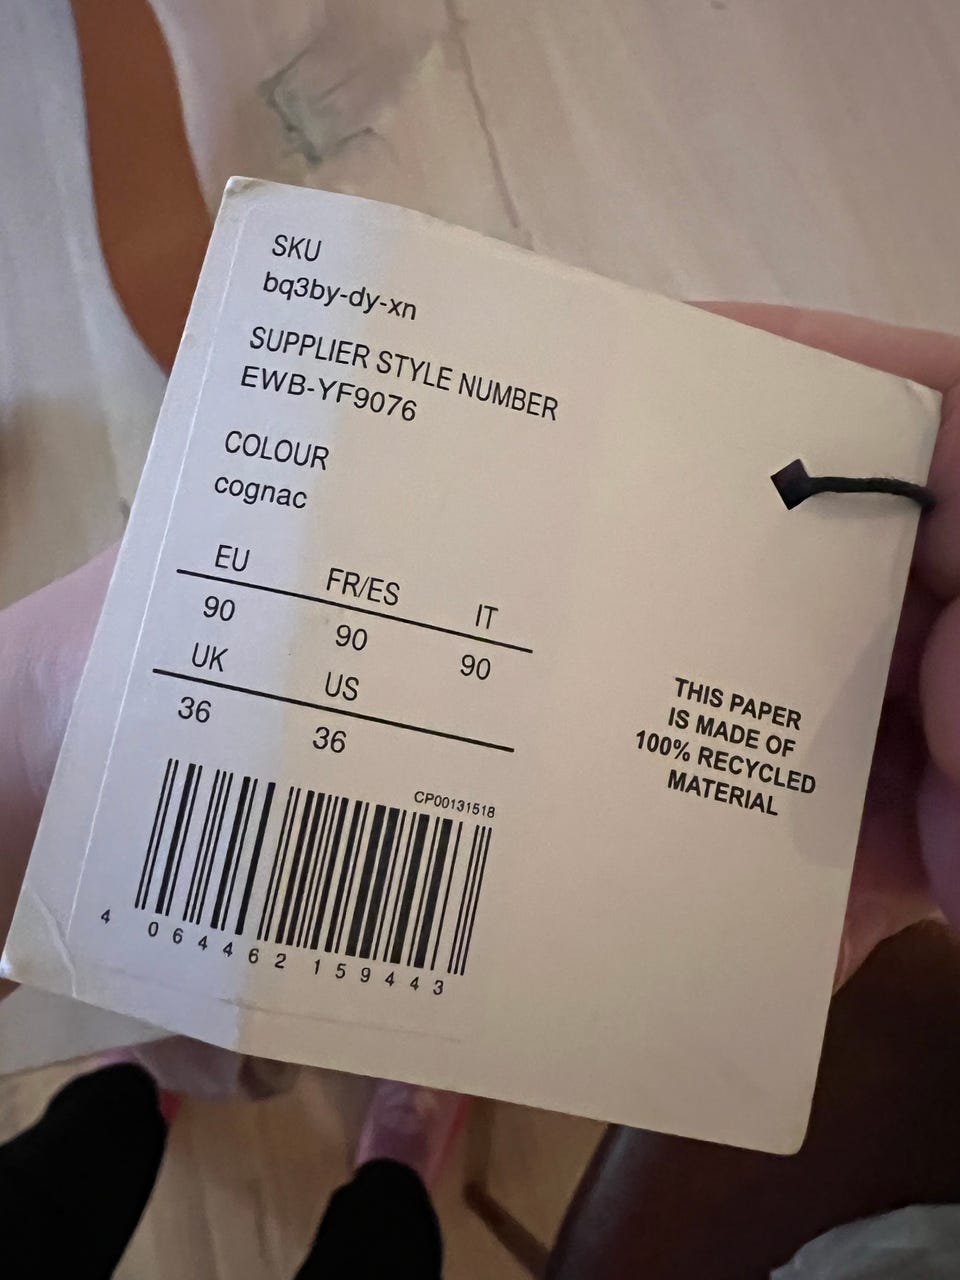 SKU
bq3by-dy-xn
SUPPLIER STYLE NUMBER
EWB-YF9076
COLOUR
cognac
EU FR/ES IT
90 90 90
UK US
36 36
CP00131518
4 064462 159443
THIS PAPER
IS MADE OF
100% RECYCLED
MATERIAL